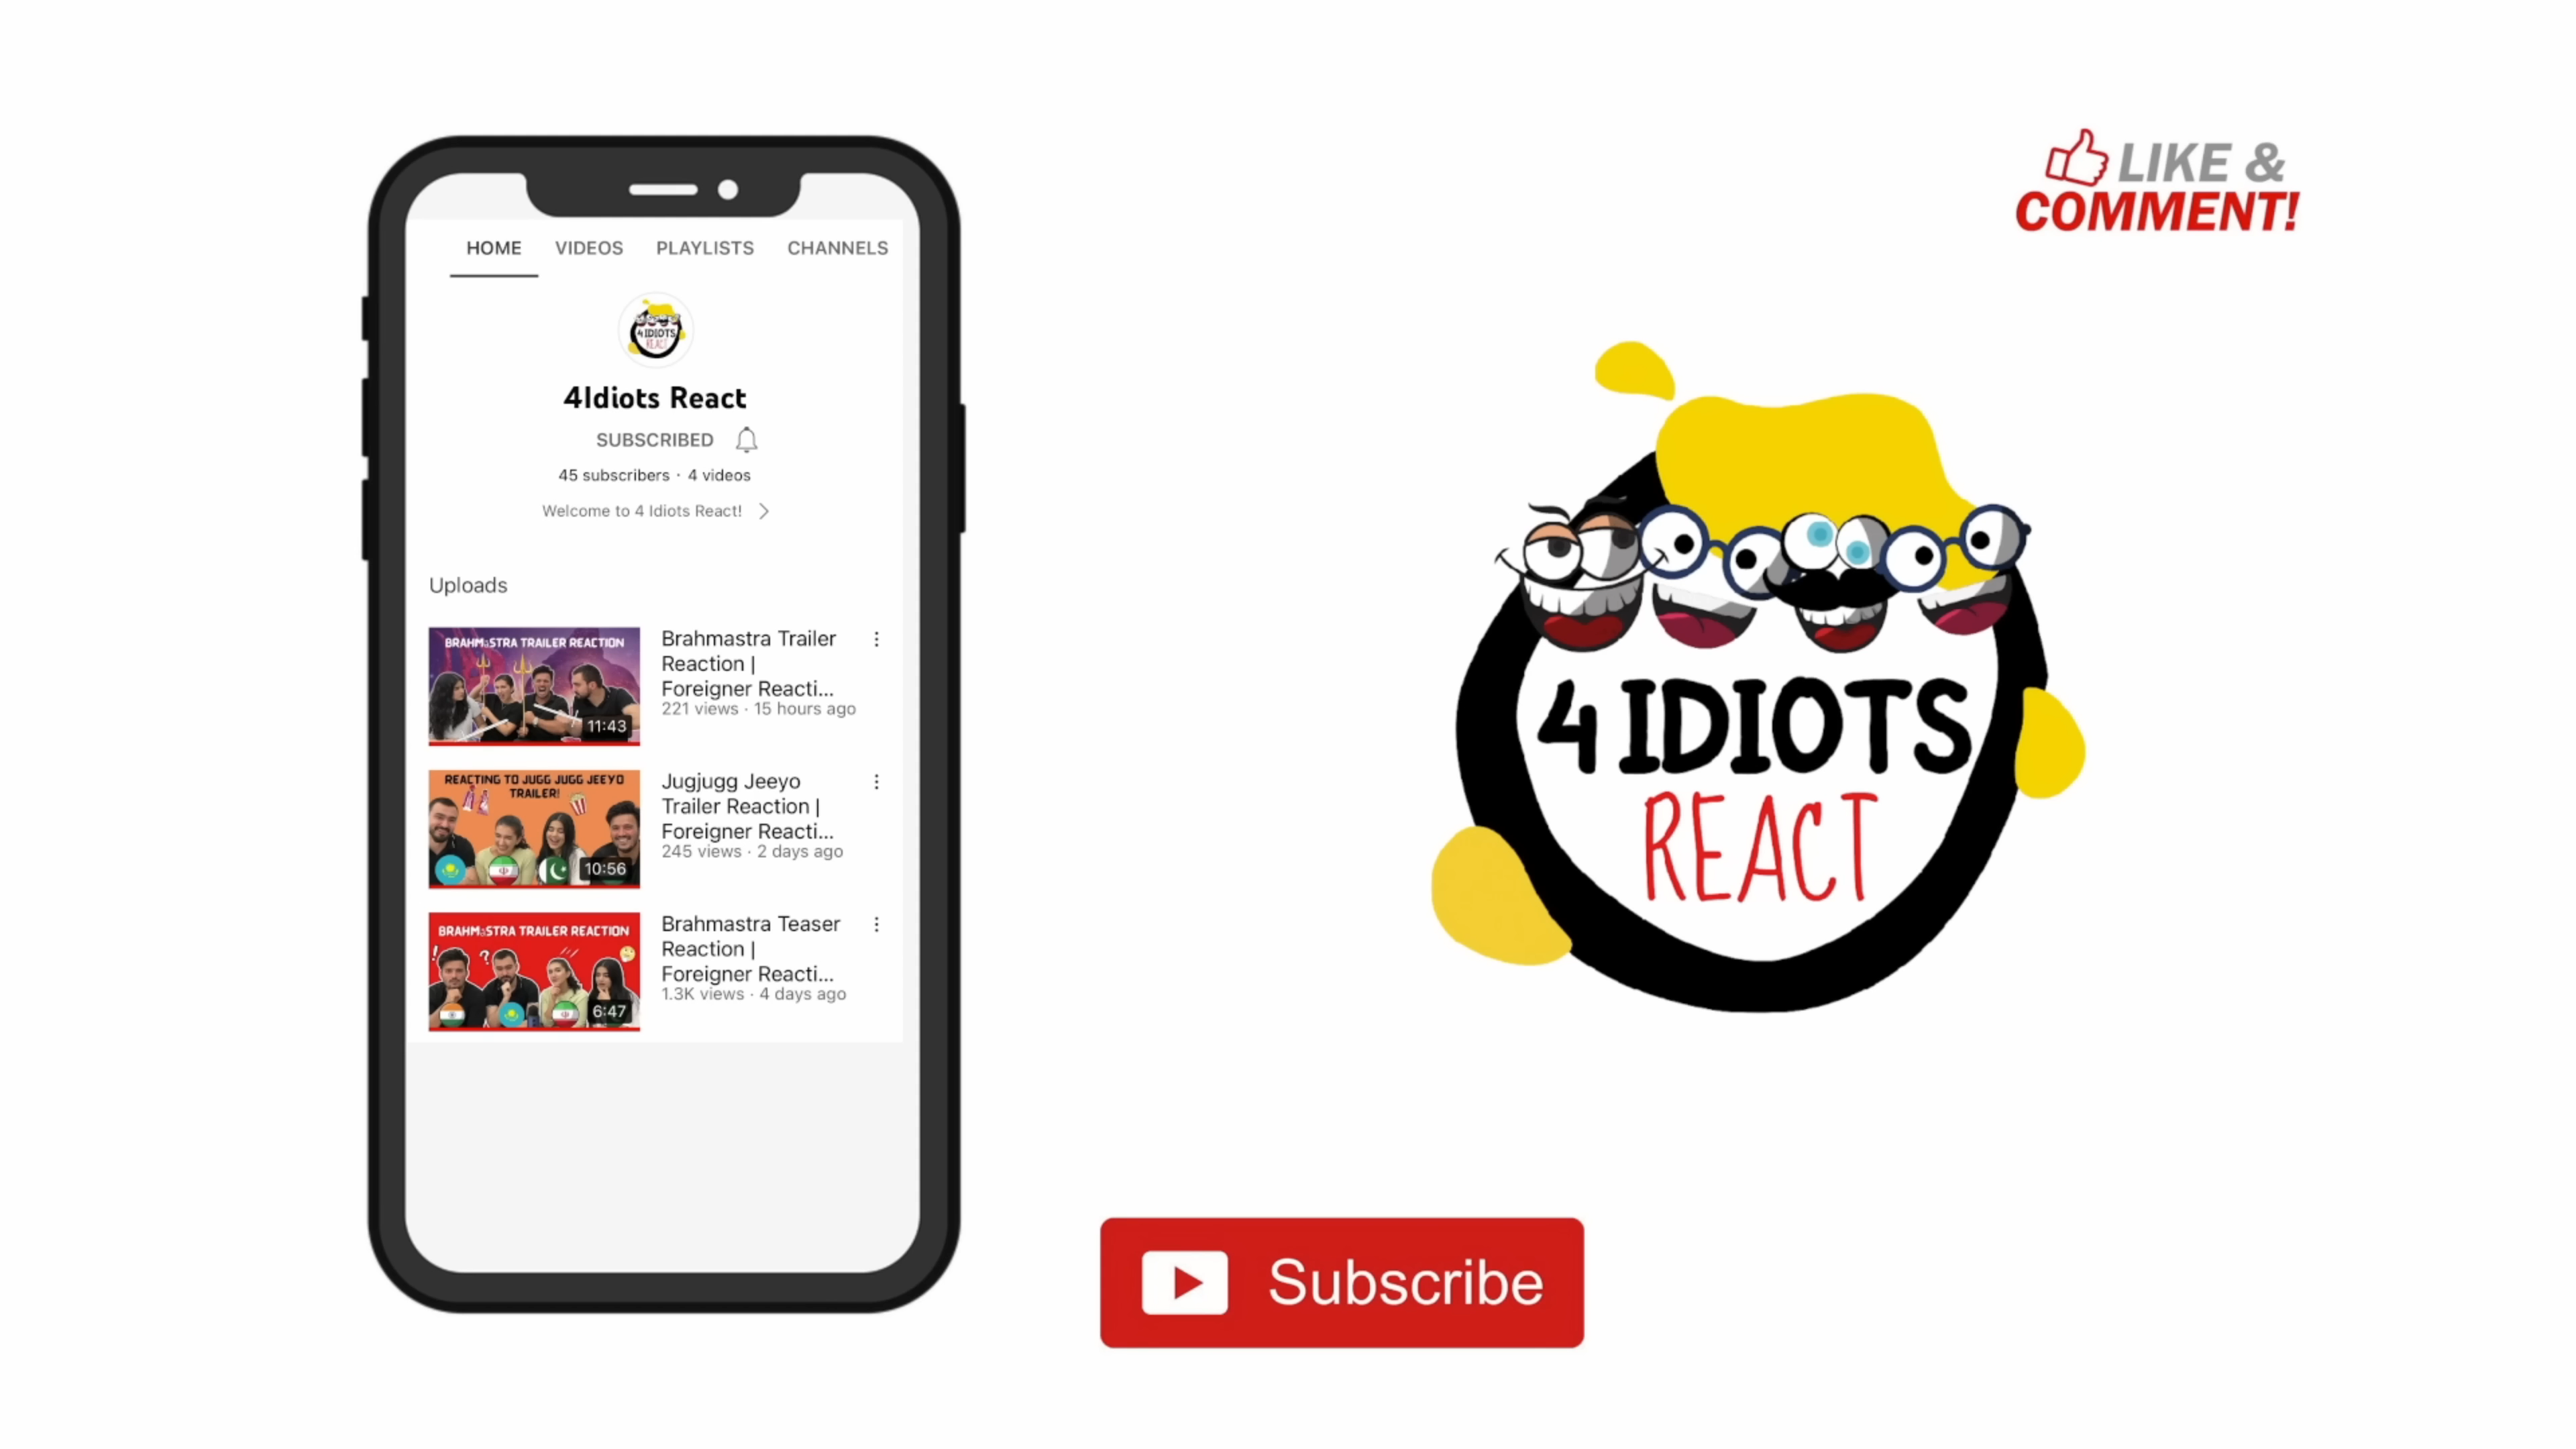 HOME VIDEOS PLAYLISTS CHANNELS
4 IDIOTS
REACT
4Idiots React
SUBSCRIBED
45 subscribers · 4 videos
Welcome to 4 Idiots React!
Uploads
BRAHMaSTRA TRAILER REACTION
11:43
Brahmastra Trailer
Reaction |
Foreigner Reacti...
221 views · 15 hours ago
REACTING TO JUGG JUGG JEEYO
TRAILER!
10:56
Jugjugg Jeeyo
Trailer Reaction |
Foreigner Reacti...
245 views · 2 days ago
BRAHMaSTRA TRAILER REACTION
6:47
Brahmastra Teaser
Reaction |
Foreigner Reacti...
1.3K views · 4 days ago
LIKE &
COMMENT!
4 IDIOTS
REACT
Subscribe